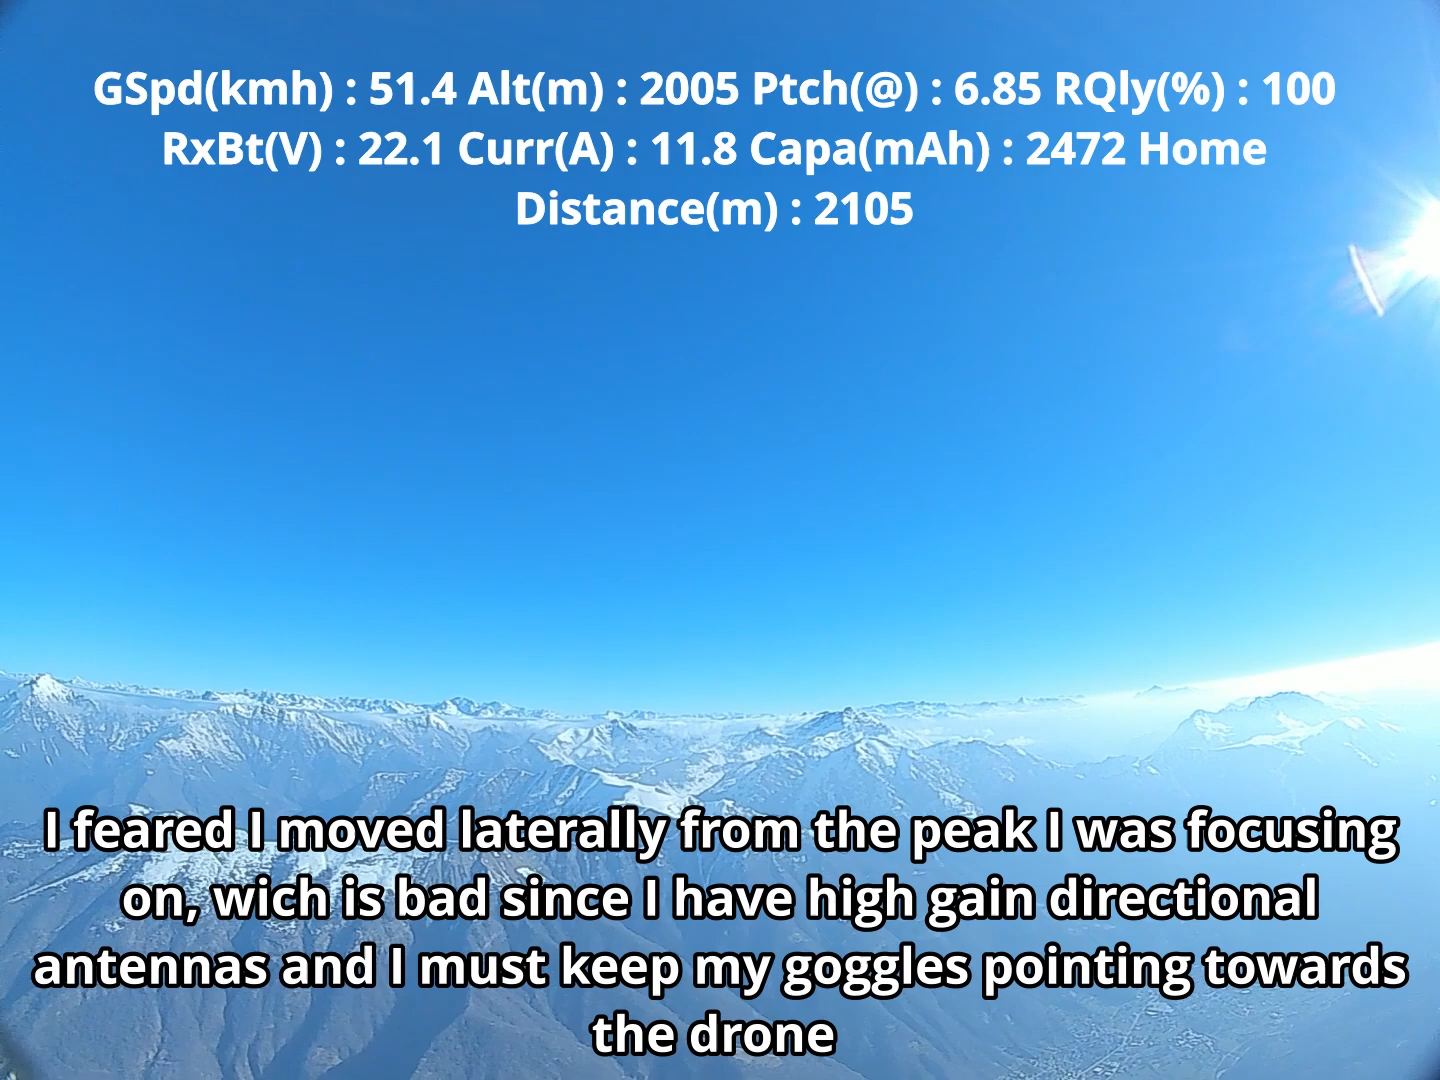 GSpd(kmh) : 51.4 Alt(m) : 2005 Ptch(@) : 6.85 RQly(%) : 100
RxBt(V) : 22.1 Curr(A) : 11.8 Capa(mAh) : 2472 Home
Distance(m) : 2105
I feared I moved laterally from the peak I was focusing
on, wich is bad since I have high gain directional
antennas and I must keep my goggles pointing towards
the drone